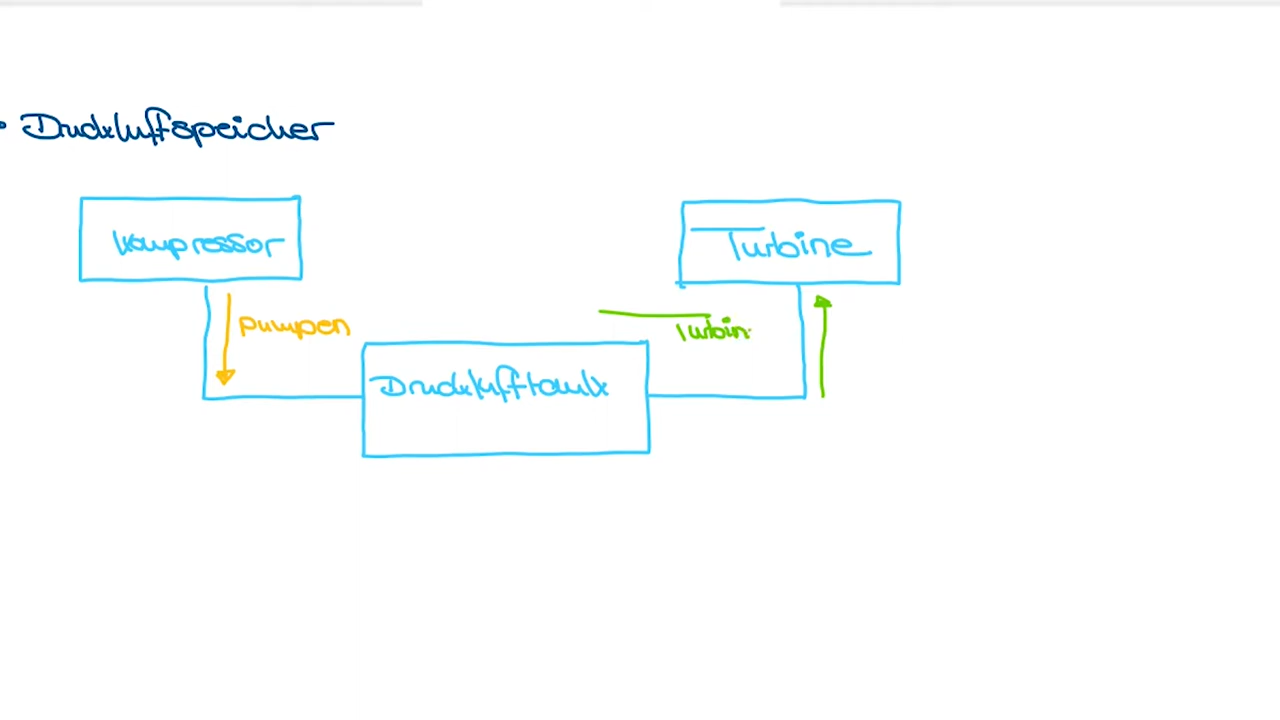 • Druckluftspeicher
Kompressor
Turbine
pumpen
Turbin
Drucklufttank